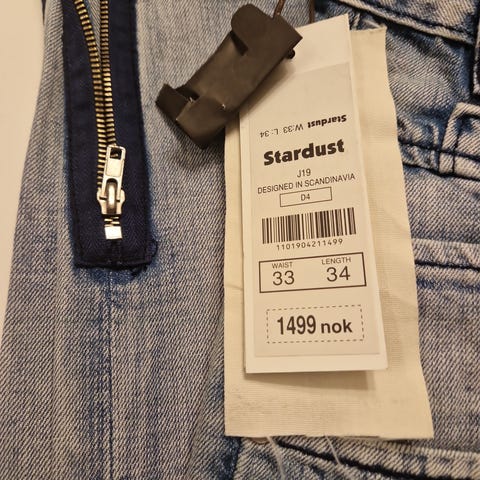 Stardust W:33 L: 34
Stardust
J19
DESIGNED IN SCANDINAVIA
D4
1101904211499
WAIST LENGTH
33 34
1499 nok